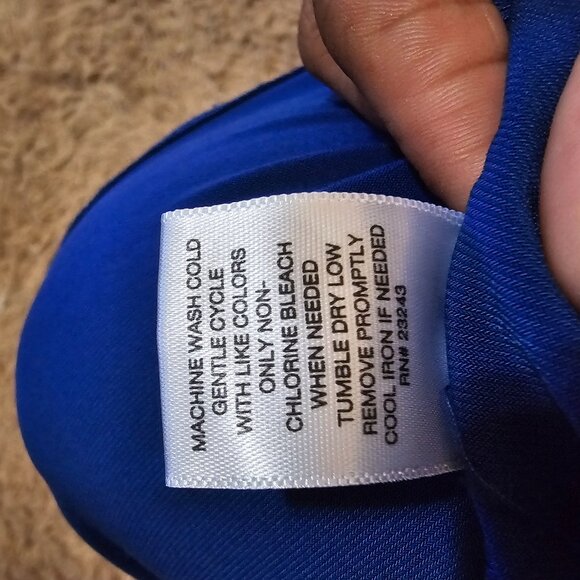 MACHINE WASH COLD
GENTLE CYCLE
WITH LIKE COLORS
ONLY NON-
CHLORINE BLEACH
WHEN NEEDED
TUMBLE DRY LOW
REMOVE PROMPTLY
COOL IRON IF NEEDED
RN# 23243